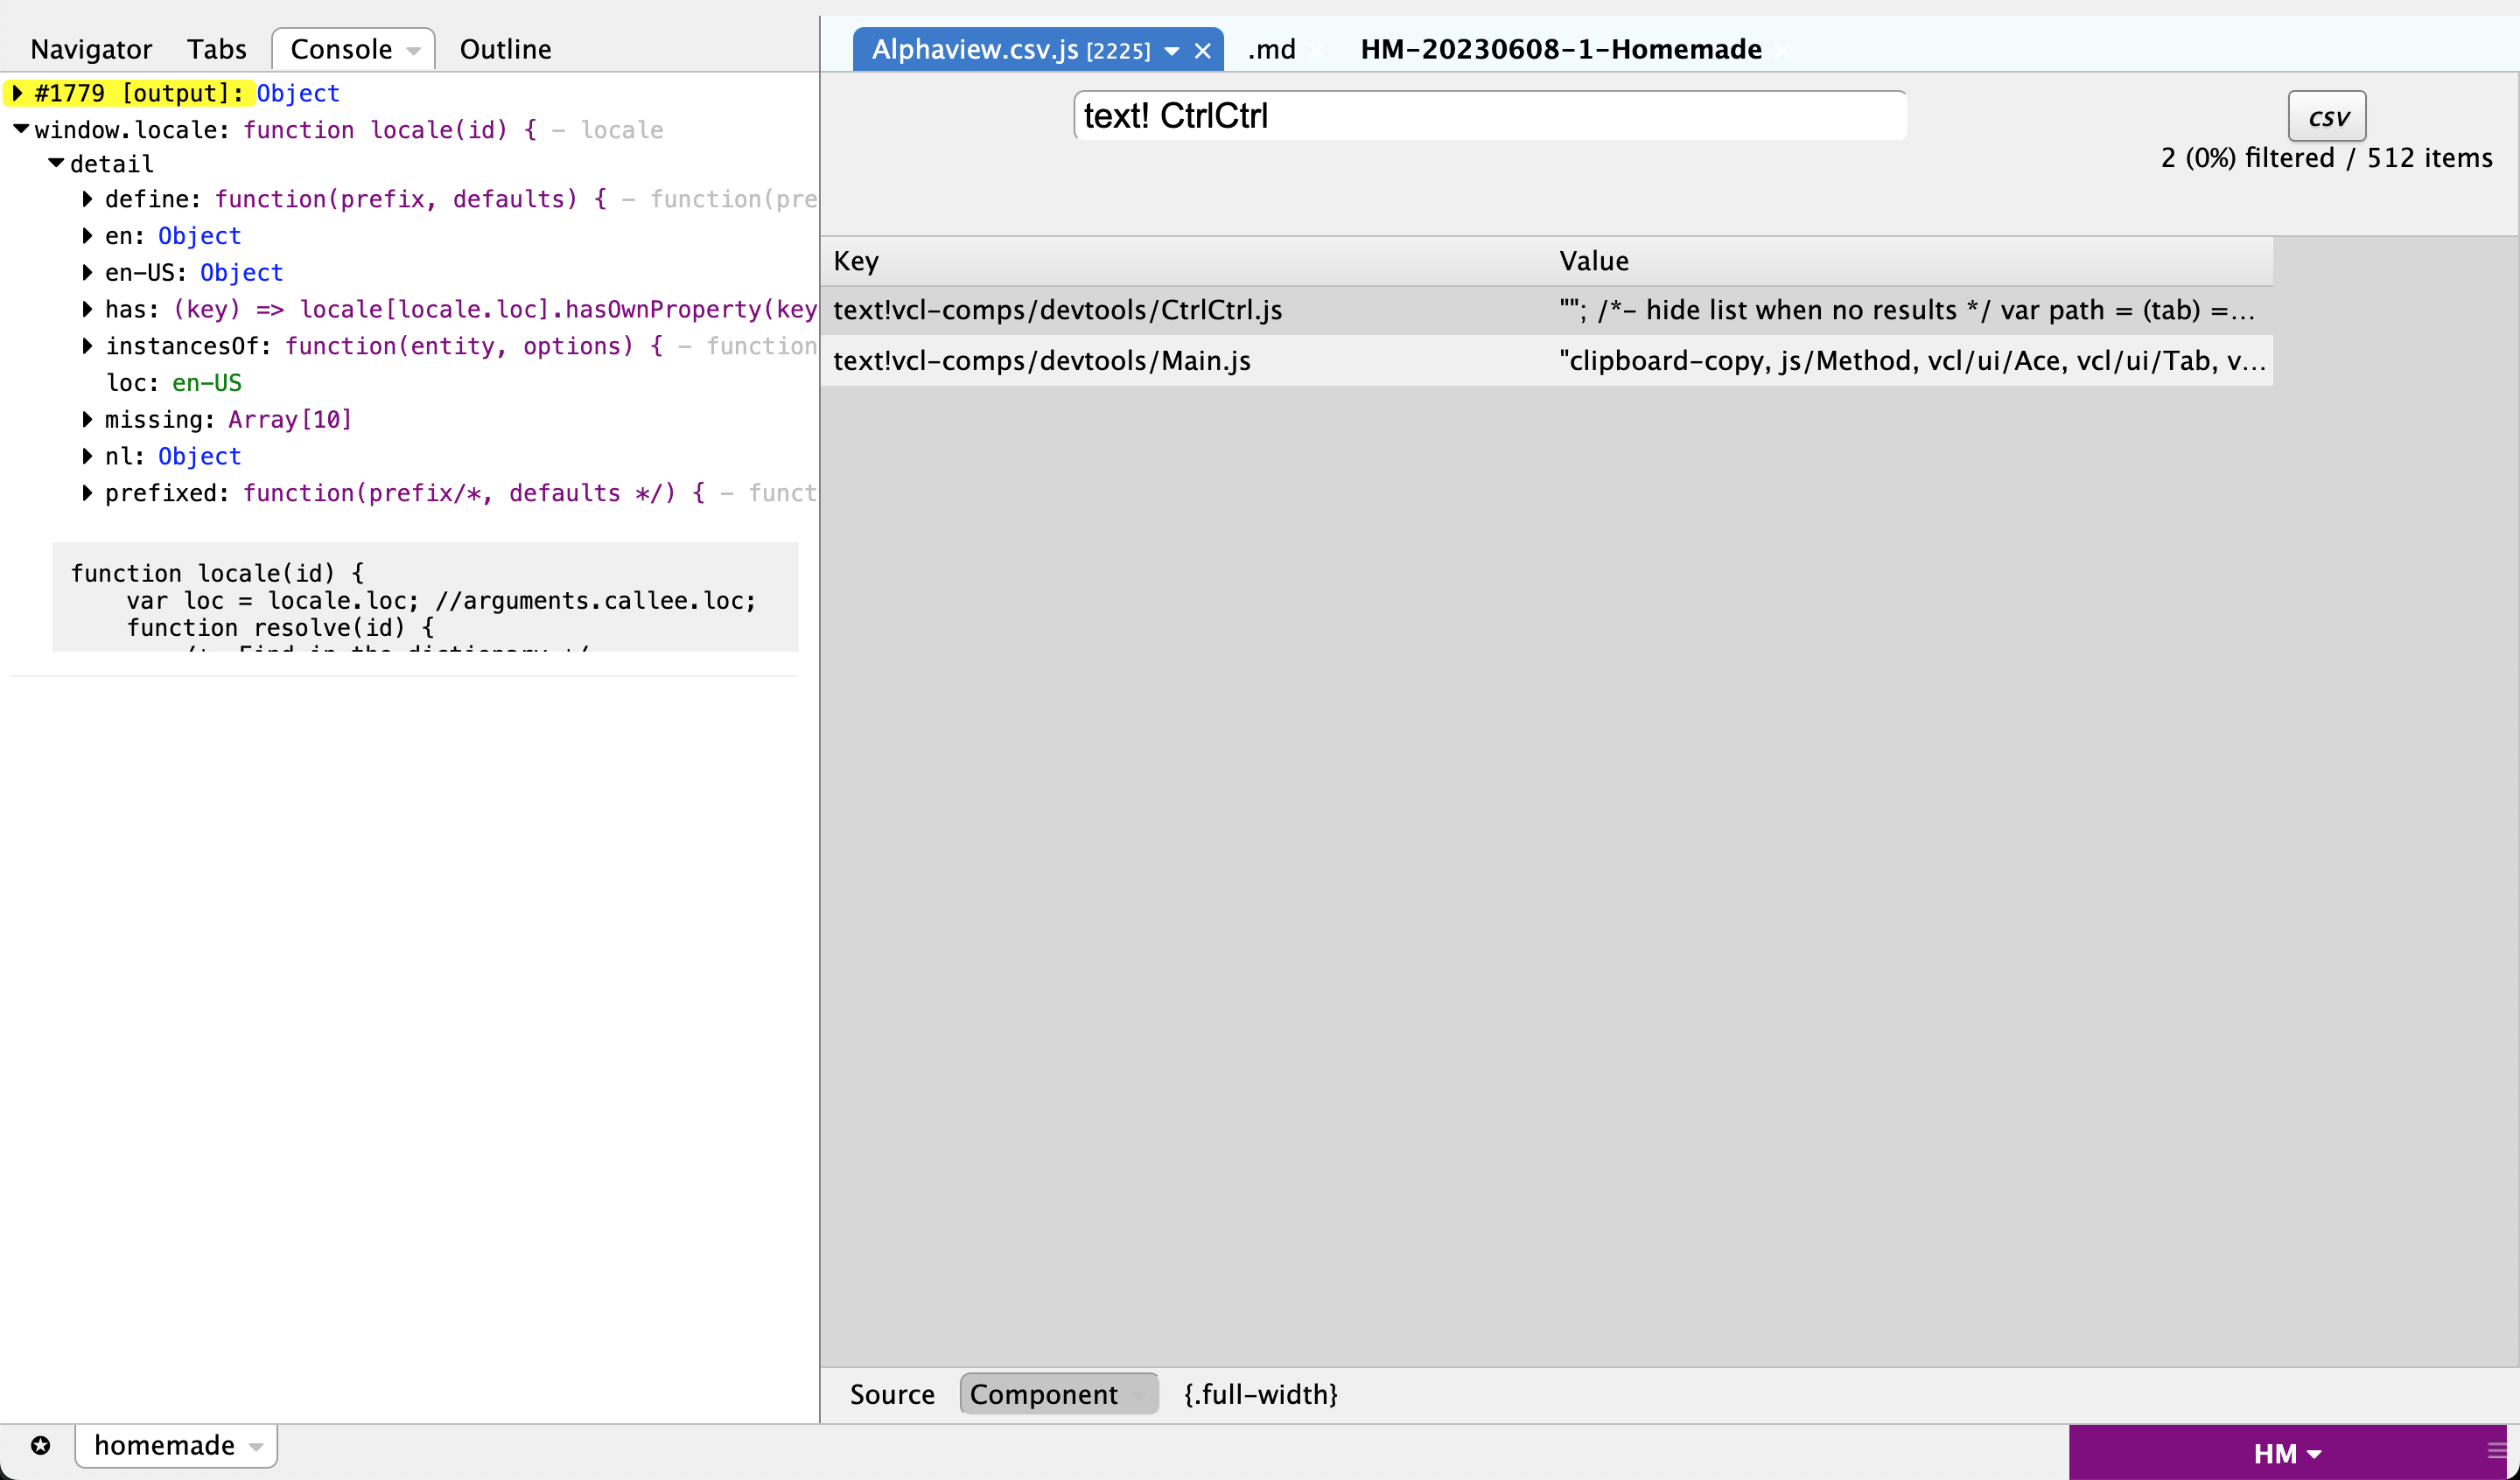 Navigator Tabs Console Outline
#1779 [output]: Object
window.locale: function locale(id) { – locale
detail
define: function(prefix, defaults) { – function(pre
en: Object
en-US: Object
has: (key) => locale[locale.loc].hasOwnProperty(key
instancesOf: function(entity, options) { – function
loc: en-US
missing: Array[10]
nl: Object
prefixed: function(prefix/*, defaults */) { – funct
function locale(id) {
var loc = locale.loc; //arguments.callee.loc;
function resolve(id) {
Alphaview.csv.js [2225] .md HM-20230608-1-Homemade
text! CtrlCtrl
csv
2 (0%) filtered / 512 items
Key Value
text!vcl-comps/devtools/CtrlCtrl.js ""; /*- hide list when no results */ var path = (tab) =...
text!vcl-comps/devtools/Main.js "clipboard-copy, js/Method, vcl/ui/Ace, vcl/ui/Tab, v...
Source Component {.full-width}
homemade
HM